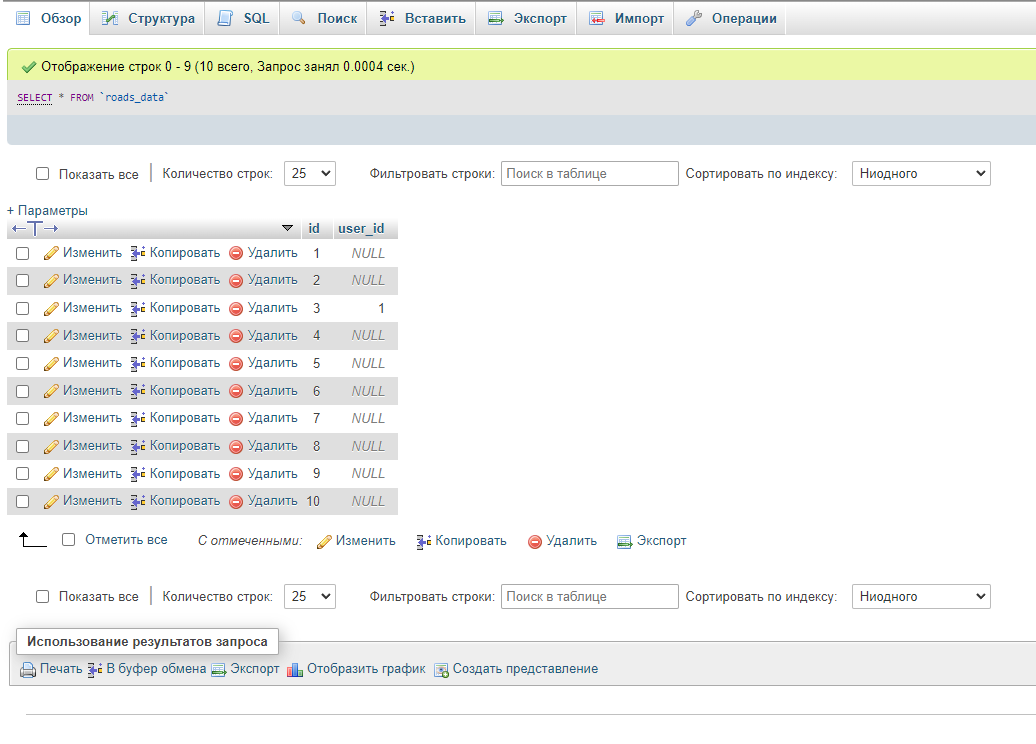 Обзор Структура SQL Поиск Вставить Экспорт Импорт Операции
Отображение строк 0 - 9 (10 всего, Запрос занял 0.0004 сек.)
SELECT * FROM `roads_data`
Показать все Количество строк: 25 Фильтровать строки: Поиск в таблице Сортировать по индексу: Ниодного
+ Параметры
←T→ id user_id
Изменить Копировать Удалить 1 NULL
Изменить Копировать Удалить 2 NULL
Изменить Копировать Удалить 3 1
Изменить Копировать Удалить 4 NULL
Изменить Копировать Удалить 5 NULL
Изменить Копировать Удалить 6 NULL
Изменить Копировать Удалить 7 NULL
Изменить Копировать Удалить 8 NULL
Изменить Копировать Удалить 9 NULL
Изменить Копировать Удалить 10 NULL
Отметить все С отмеченными: Изменить Копировать Удалить Экспорт
Показать все Количество строк: 25 Фильтровать строки: Поиск в таблице Сортировать по индексу: Ниодного
Использование результатов запроса
Печать В буфер обмена Экспорт Отобразить график Создать представление